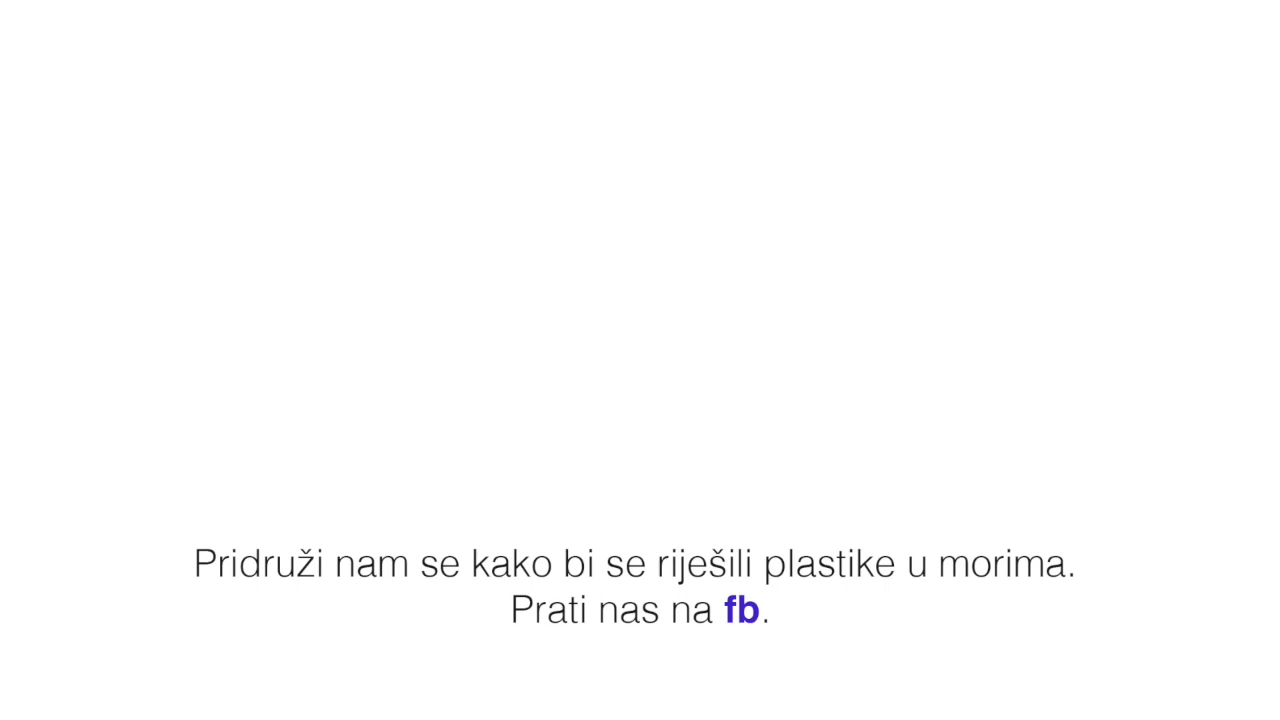 Pridruži nam se kako bi se riješili plastike u morima.
Prati nas na fb.